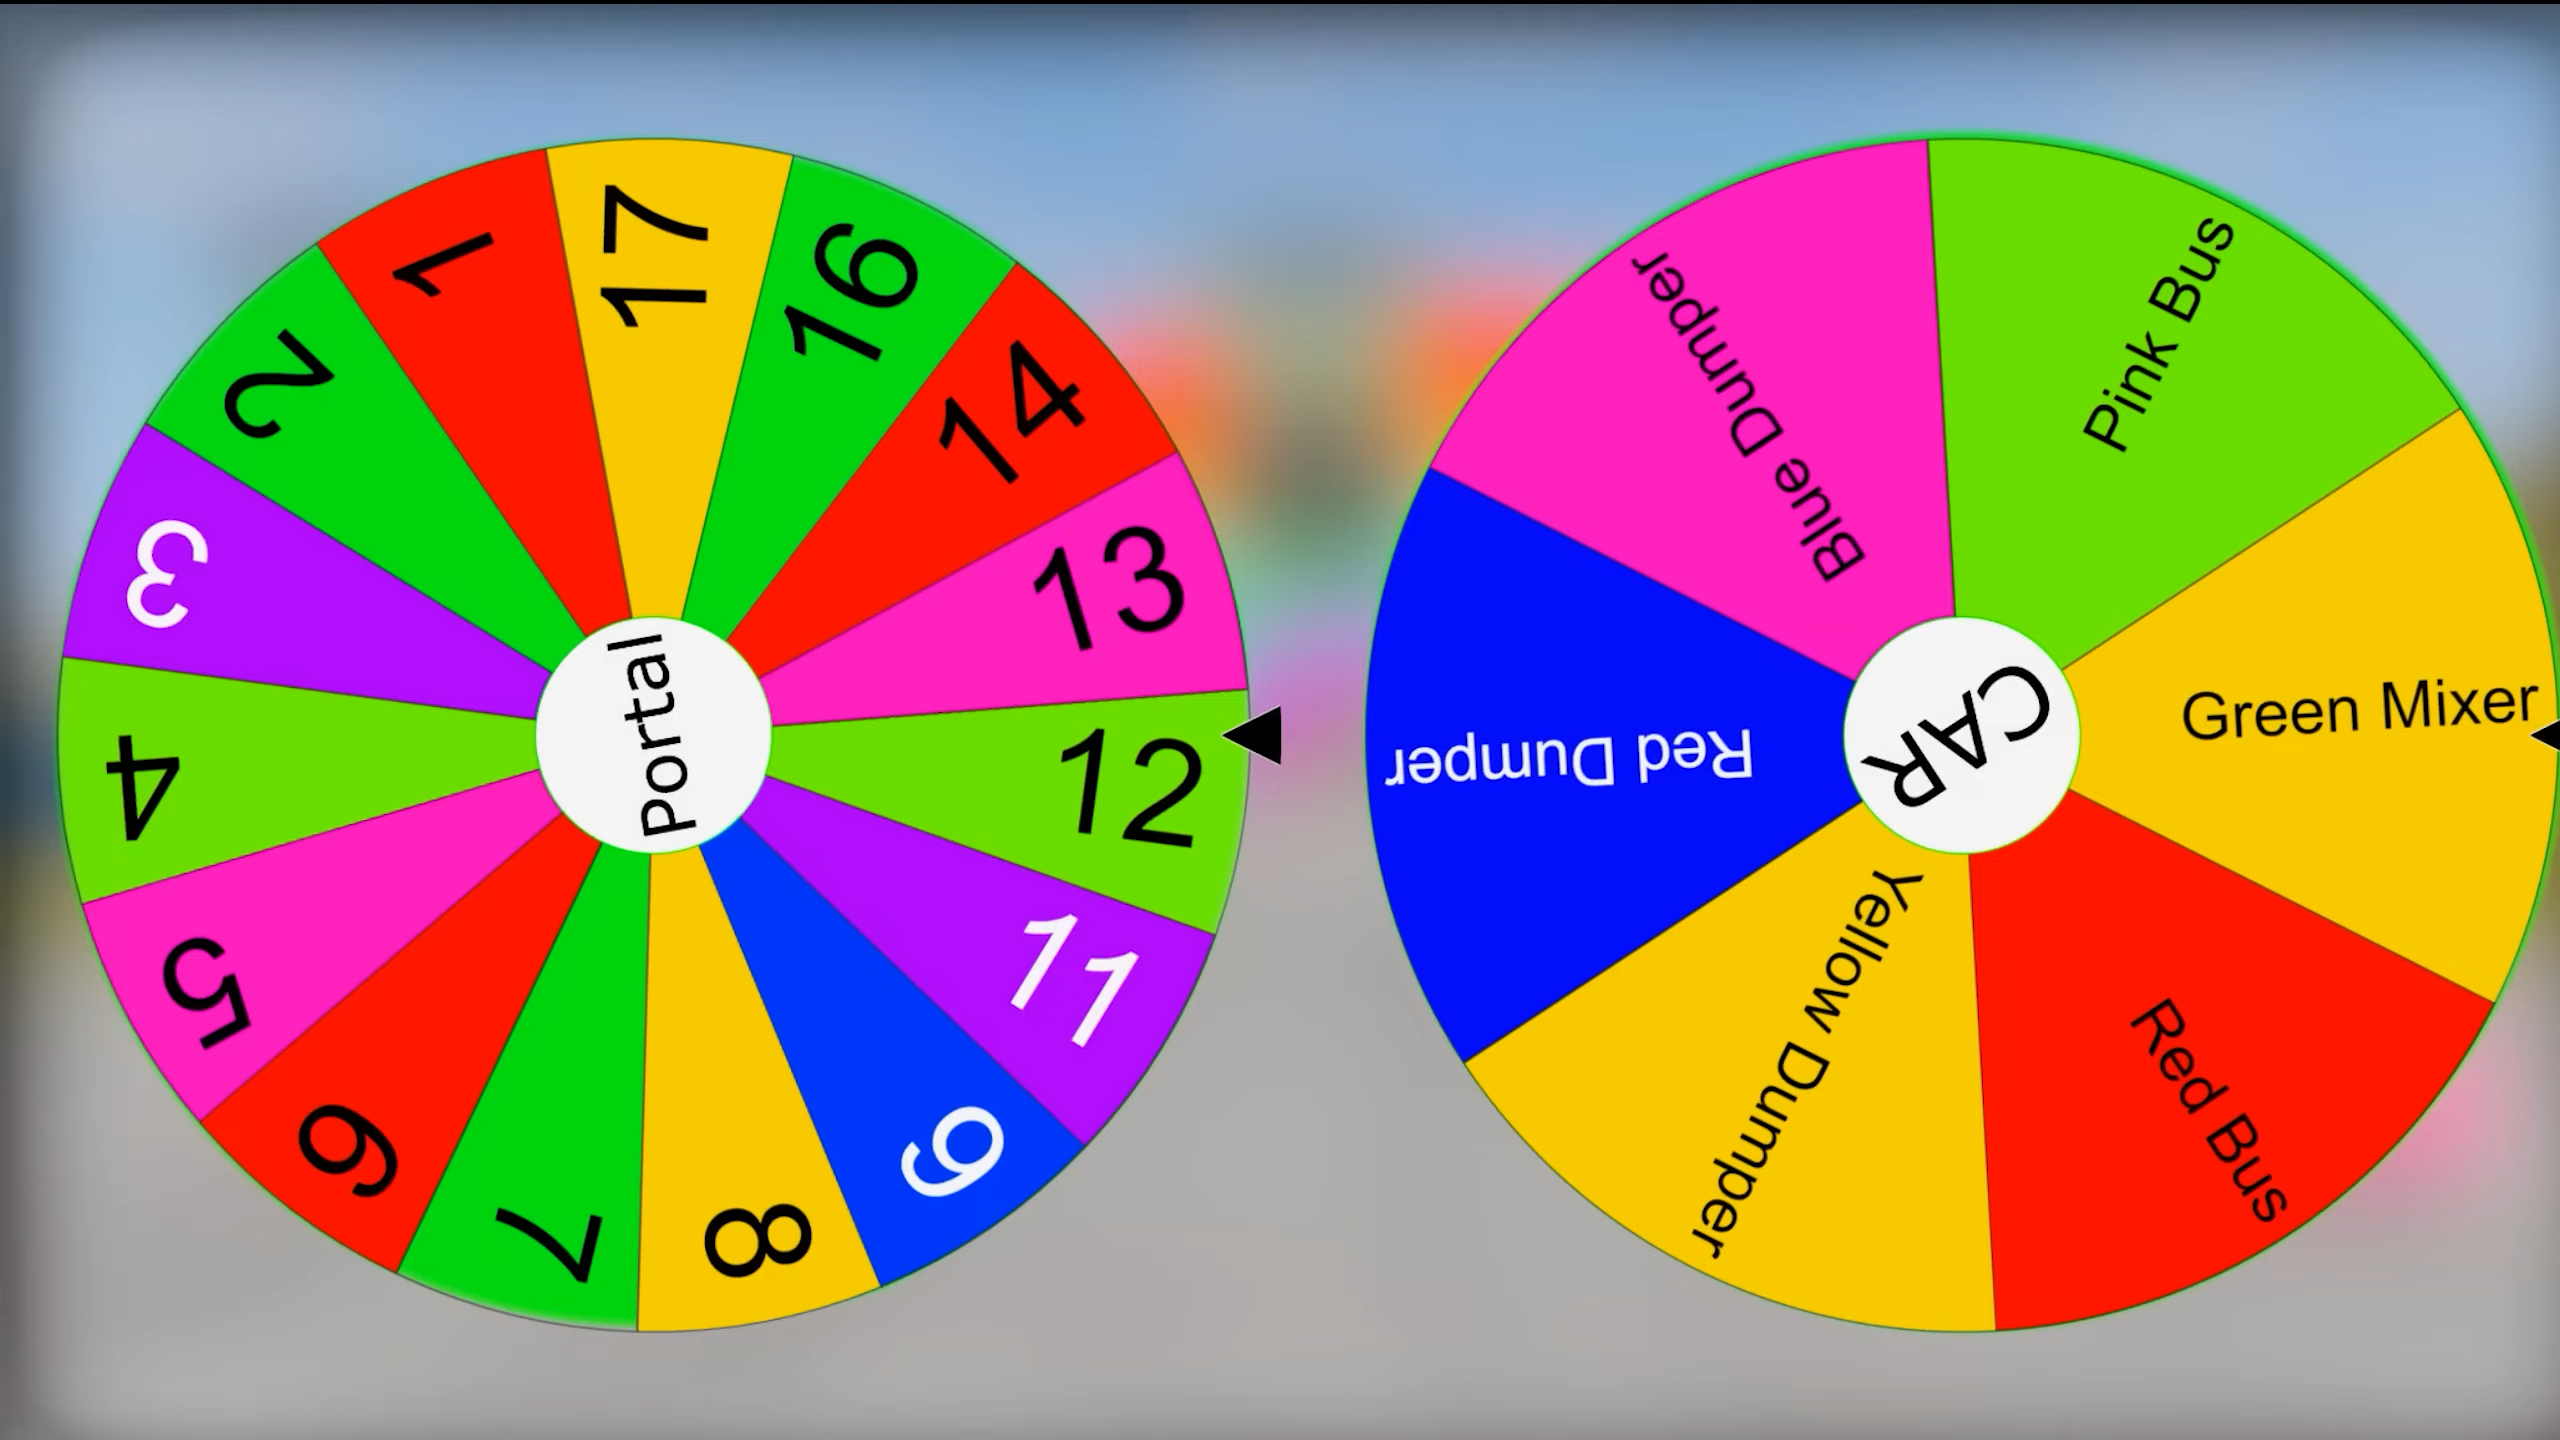 Portal
1
2
3
4
5
6
7
8
9
11
12
13
14
16
17
CAR
Pink Bus
Green Mixer
Red Bus
Yellow Dumper
Red Dumper
Blue Dumper